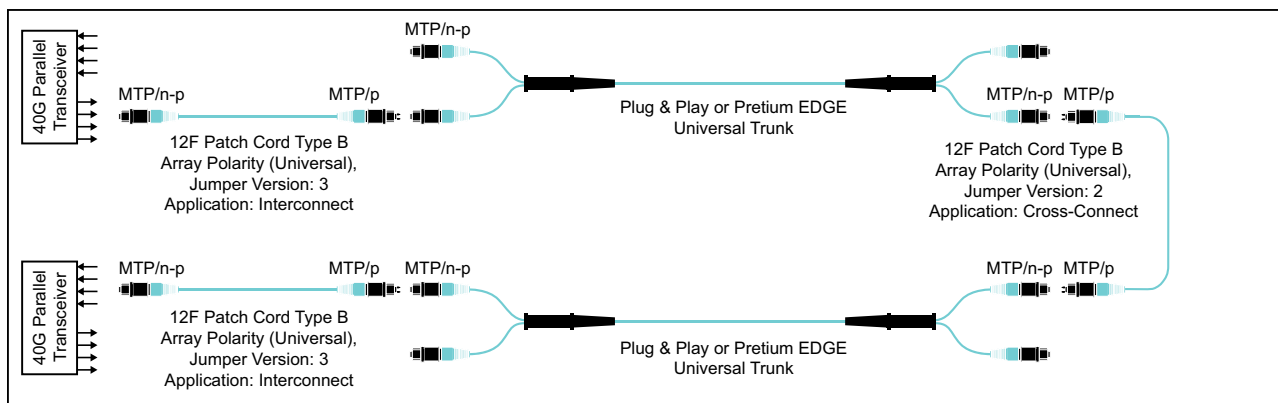 40G Parallel
Transceiver
MTP/n-p
MTP/n-p
MTP/p
12F Patch Cord Type B
Array Polarity (Universal),
Jumper Version: 3
Application: Interconnect
Plug & Play or Pretium EDGE
Universal Trunk
MTP/n-p
MTP/p
12F Patch Cord Type B
Array Polarity (Universal),
Jumper Version: 2
Application: Cross-Connect
40G Parallel
Transceiver
MTP/n-p
MTP/p
MTP/n-p
12F Patch Cord Type B
Array Polarity (Universal),
Jumper Version: 3
Application: Interconnect
Plug & Play or Pretium EDGE
Universal Trunk
MTP/n-p
MTP/p